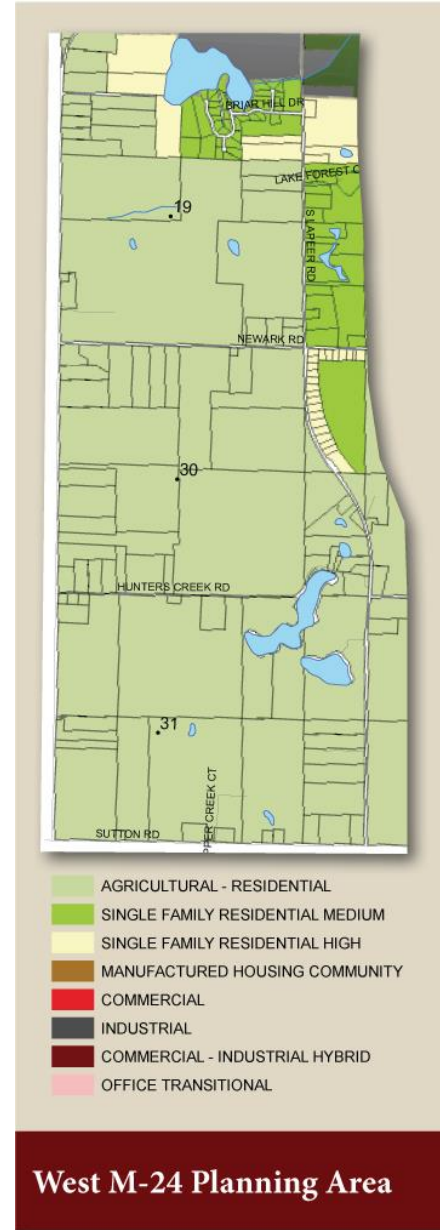 BRIAR HILL DR
LAKE FOREST C
19
S LAPEER RD
NEWARK RD
30
HUNTERS CREEK RD
31
PPER CREEK CT
SUTTON RD
AGRICULTURAL - RESIDENTIAL
SINGLE FAMILY RESIDENTIAL MEDIUM
SINGLE FAMILY RESIDENTIAL HIGH
MANUFACTURED HOUSING COMMUNITY
COMMERCIAL
INDUSTRIAL
COMMERCIAL - INDUSTRIAL HYBRID
OFFICE TRANSITIONAL
West M-24 Planning Area